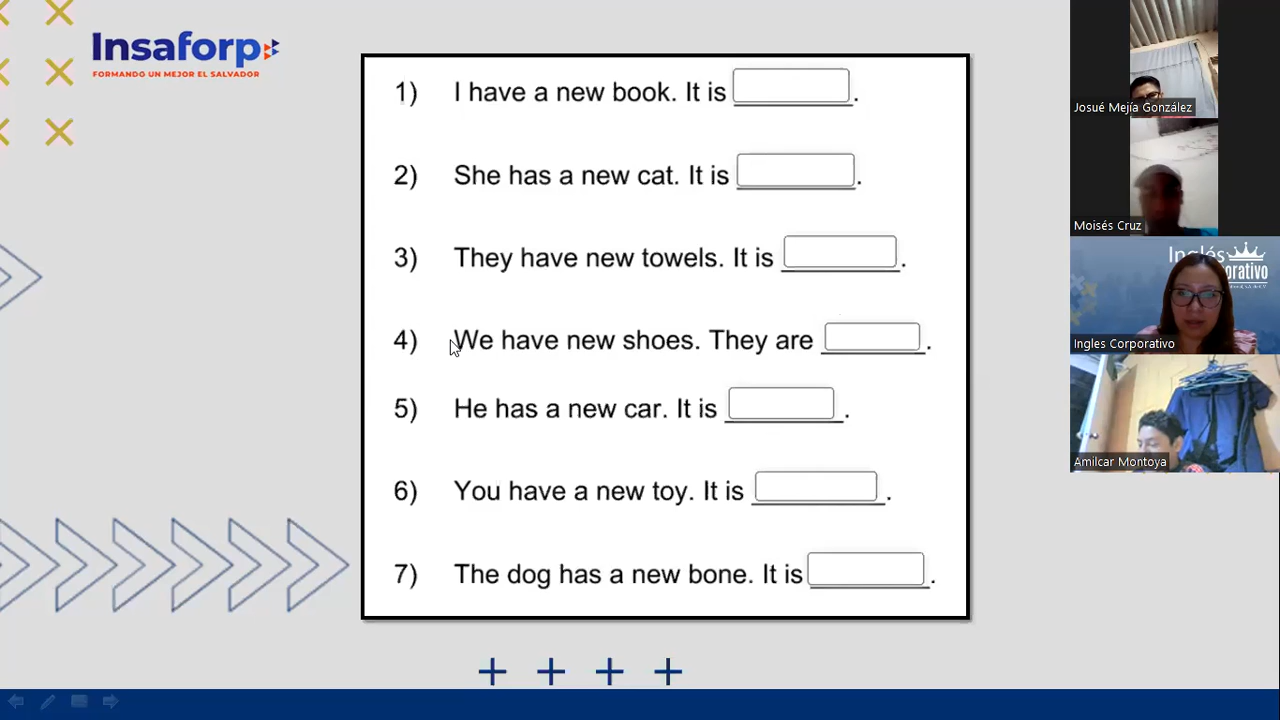 Insaforp
FORMANDO UN MEJOR EL SALVADOR
1) I have a new book. It is .
2) She has a new cat. It is .
3) They have new towels. It is .
4) We have new shoes. They are .
5) He has a new car. It is .
6) You have a new toy. It is .
7) The dog has a new bone. It is .
Josué Mejía González
Moisés Cruz
Inglés
orativo
Ingles Corporativo
Amilcar Montoya